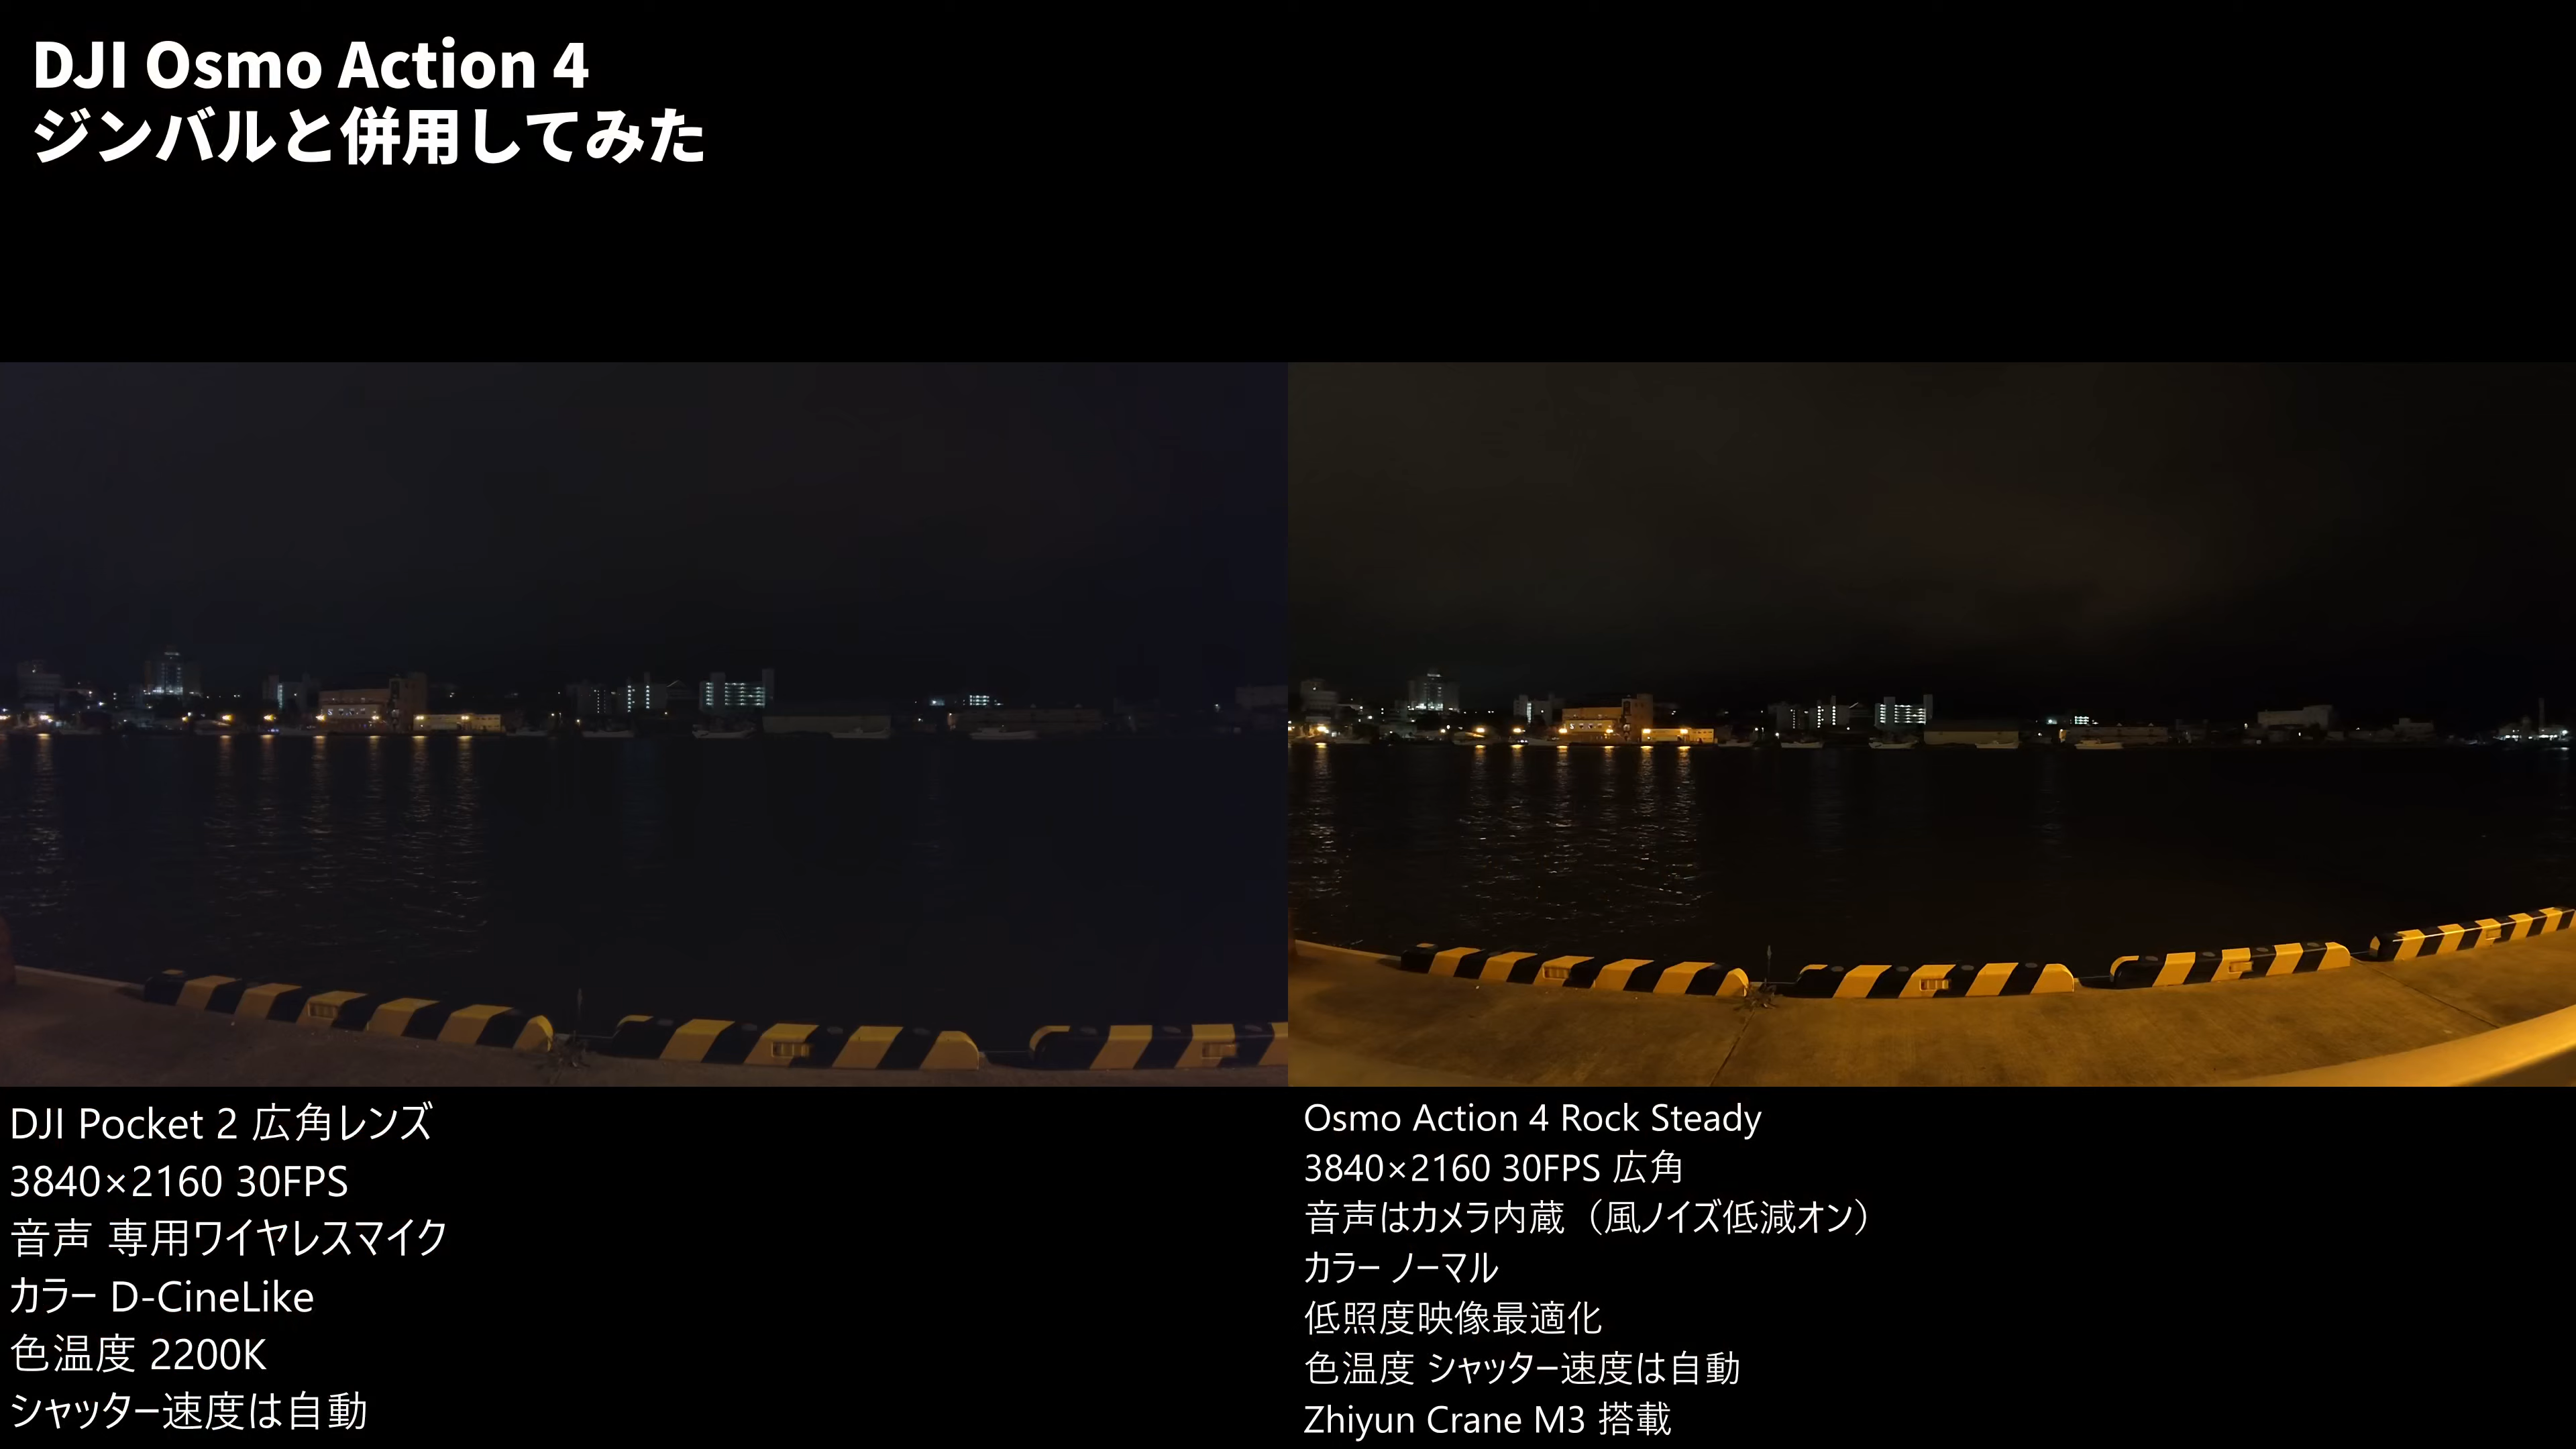 DJI Osmo Action 4
ジンバルと併用してみた
DJI Pocket 2 広角レンズ
3840×2160 30FPS
音声 専用ワイヤレスマイク
カラー D-CineLike
色温度 2200K
シャッター速度は自動
Osmo Action 4 Rock Steady
3840×2160 30FPS 広角
音声はカメラ内蔵（風ノイズ低減オン）
カラー ノーマル
低照度映像最適化
色温度 シャッター速度は自動
Zhiyun Crane M3 搭載